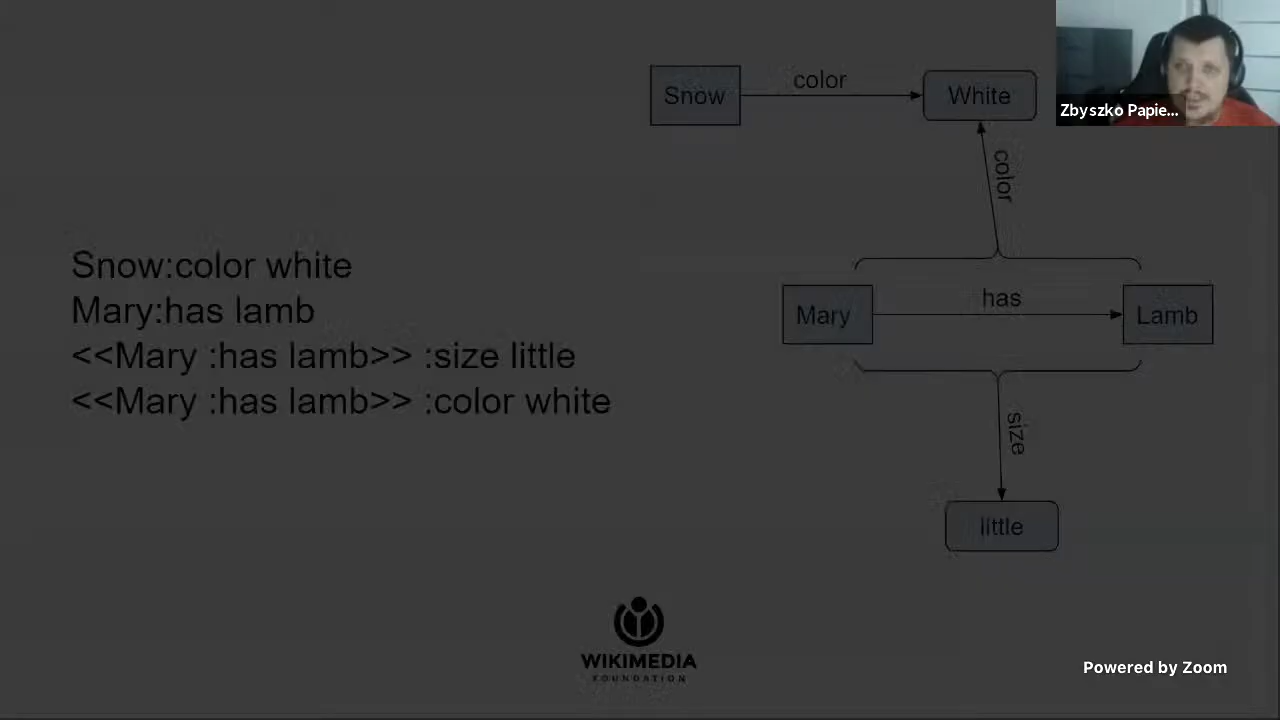 Snow
color
White
Zbyszko Papie...
color
Snow:color white
Mary:has lamb
<<Mary :has lamb>> :size little
<<Mary :has lamb>> :color white
Mary
has
Lamb
size
little
WIKIMEDIA
FOUNDATION
Powered by Zoom